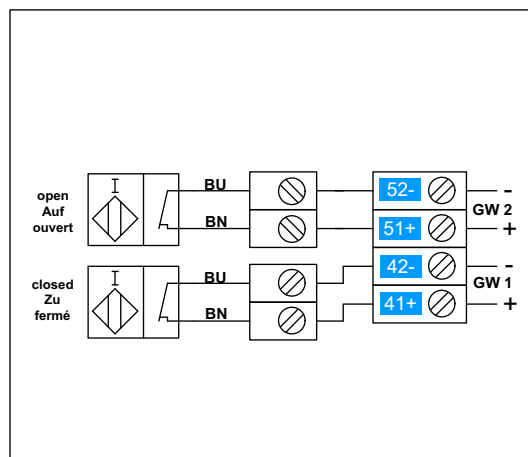 open
Auf
ouvert
I
BU
BN
52-
51+
-
GW 2
+
closed
Zu
fermé
I
BU
BN
42-
41+
-
GW 1
+